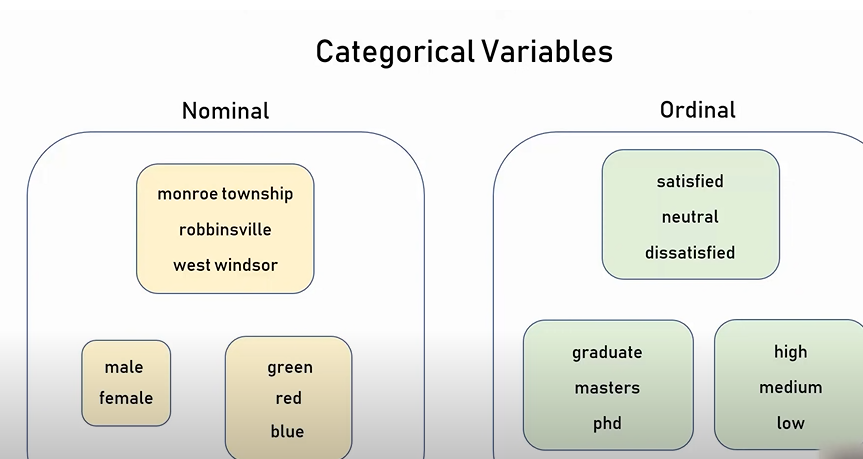 Categorical Variables
Nominal
Ordinal
monroe township
robbinsville
west windsor
satisfied
neutral
dissatisfied
male
female
green
red
blue
graduate
masters
phd
high
medium
low